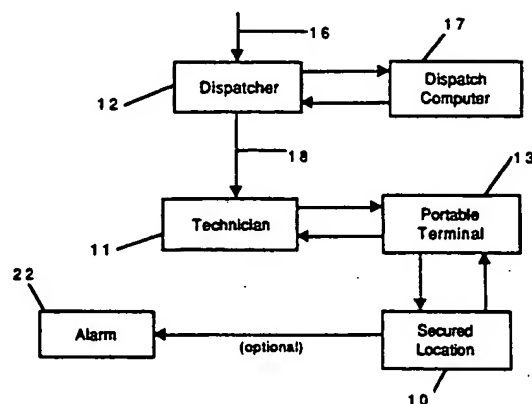 16
17
Dispatcher
Dispatch
Computer
12
18
13
Technician
Portable
Terminal
11
22
Alarm
(optional)
Secured
Location
10